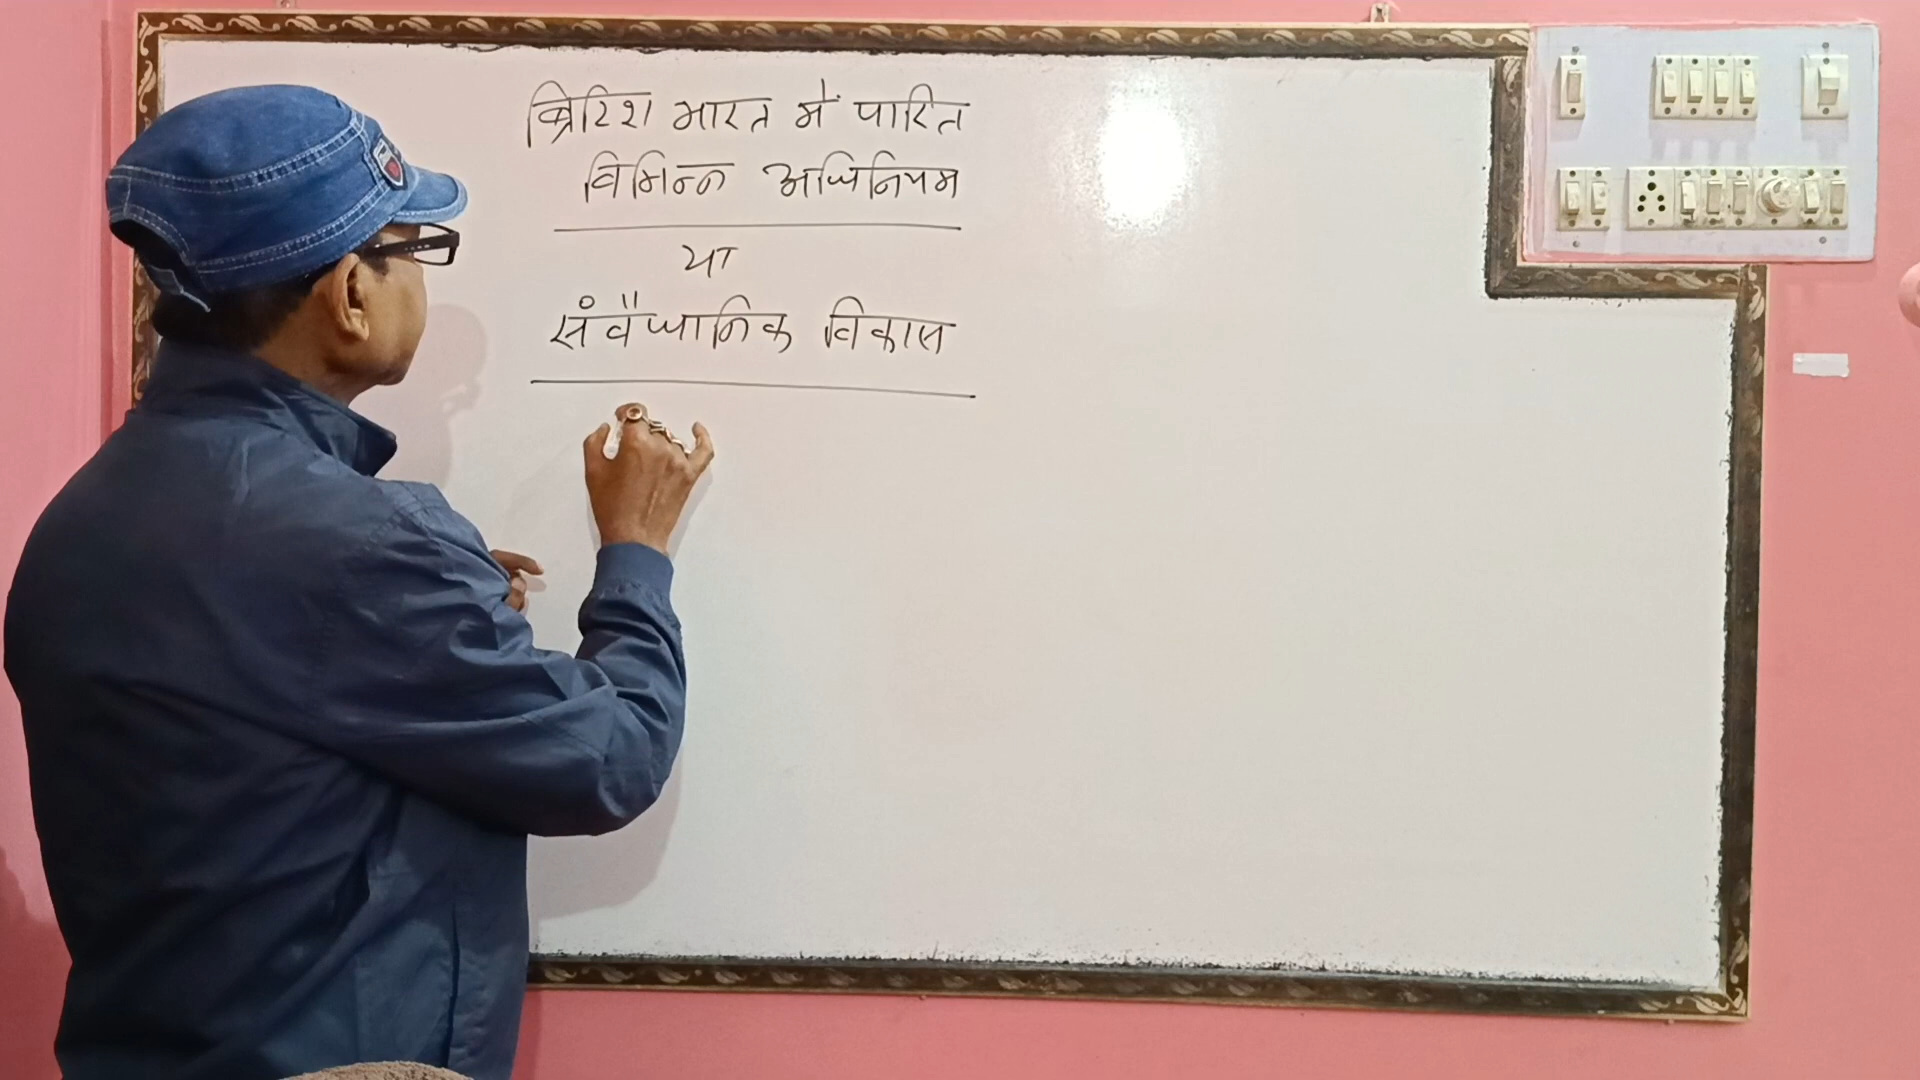 ब्रिटिश भारत में पारित
विभिन्न अधिनियम
या
संवैधानिक विकास